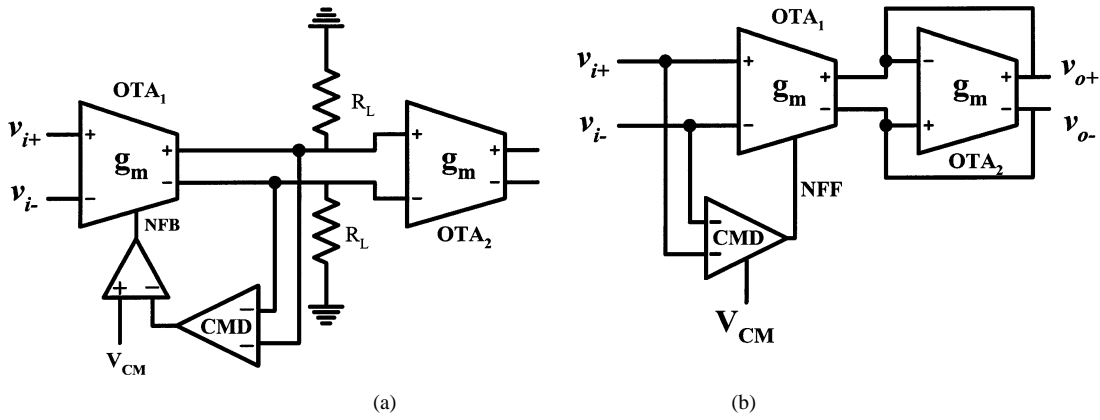 OTA1
vi+
vi-
+
-
gm
+
-
NFB
+
-
VCM
CMD
-
-
RL
RL
+
-
gm
+
-
OTA2
(a)
OTA1
vi+
vi-
+
-
gm
+
-
NFF
-
-
CMD
VCM
-
+
gm
+
-
OTA2
vo+
vo-
(b)